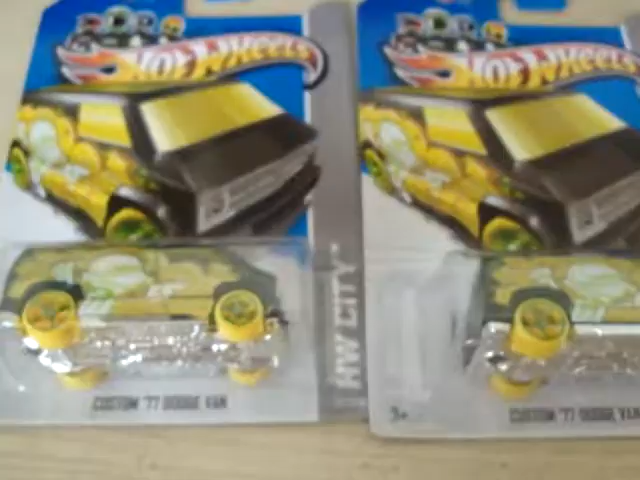 HOT WHEELS
HOT WHEELS
HW CITY
CUSTOM '77 DODGE VAN
3+
CUSTOM '77 DODGE VAN